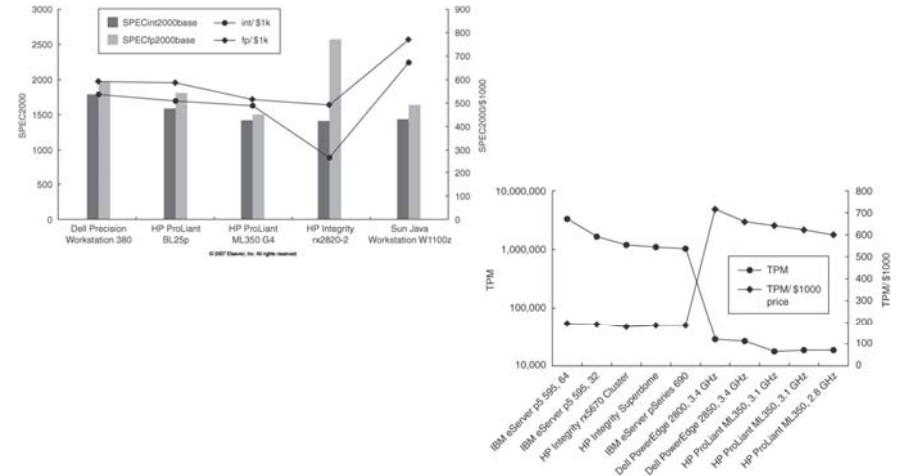 3000
2500
2000
1500
1000
500
0
SPEC2000
SPECint2000base
SPECfp2000base
int/$1k
fp/$1k
900
800
700
600
500
400
300
200
100
0
SPEC2000/$1000
Dell Precision
Workstation 380
HP ProLiant
BL25p
HP ProLiant
ML350 G4
HP Integrity
rx2820-2
Sun Java
Workstation W1100z
© 2007 Elsevier, Inc. All rights reserved.
10,000,000
1,000,000
100,000
10,000
TPM
TPM
TPM/$1000
price
800
700
600
500
400
300
200
100
0
TPM/$1000
IBM eServer p5 595, 64
IBM eServer p5 595, 32
HP Integrity rx5670 Cluster
HP Integrity Superdome
IBM eServer pSeries 690
Dell PowerEdge 2800, 3.4 GHz
Dell PowerEdge 2850, 3.4 GHz
HP ProLiant ML350, 3.1 GHz
HP ProLiant ML350, 3.1 GHz
HP ProLiant ML350, 2.8 GHz